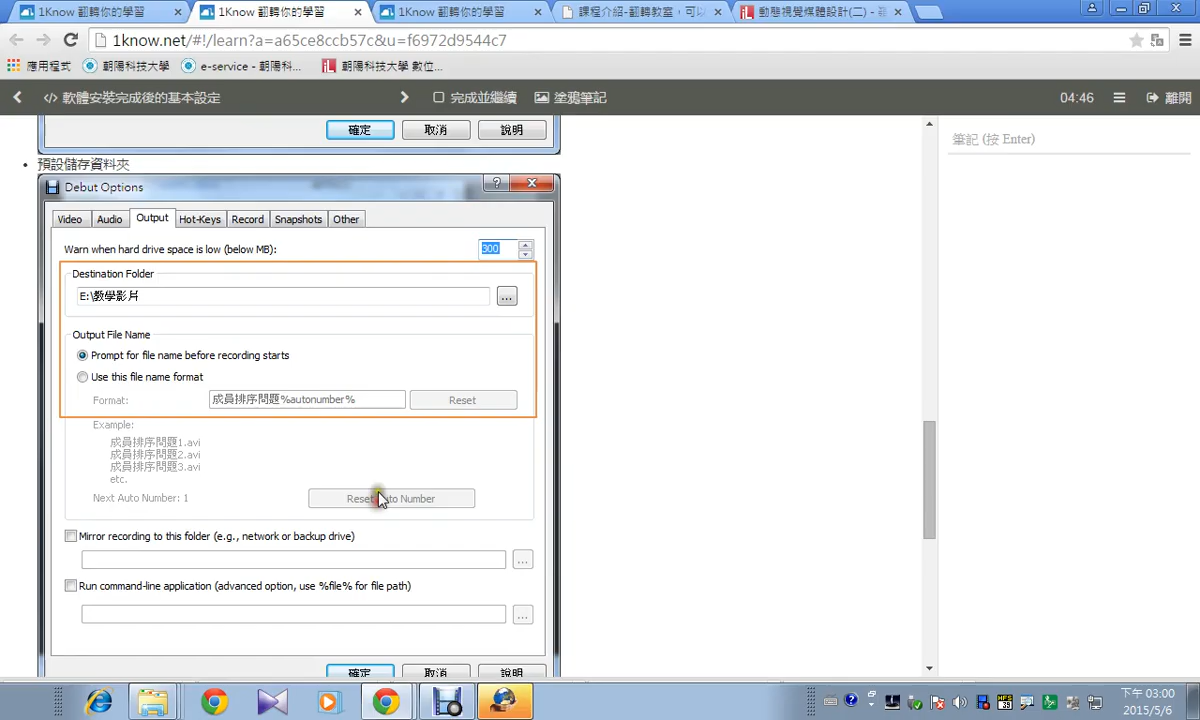 1Know 翻轉你的學習
1Know 翻轉你的學習
1Know 翻轉你的學習
課程介紹-翻轉教室，可以
動態視覺媒體設計(二) -
1know.net/#!/learn?a=a65ce8ccb57c&u=f6972d9544c7
應用程式
朝陽科技大學
e-service - 朝陽科...
朝陽科技大學 數位...
</> 軟體安裝完成後的基本設定
完成並繼續
塗鴉筆記
04:46
離開
確定
取消
說明
筆記 (按 Enter)
• 預設儲存資料夾
Debut Options
Video
Audio
Output
Hot-Keys
Record
Snapshots
Other
Warn when hard drive space is low (below MB):
300
Destination Folder
E:\教學影片
...
Output File Name
Prompt for file name before recording starts
Use this file name format
Format:
成員排序問題%autonumber%
Reset
Example:
成員排序問題1.avi
成員排序問題2.avi
成員排序問題3.avi
etc.
Next Auto Number: 1
Reset Auto Number
Mirror recording to this folder (e.g., network or backup drive)
...
Run command-line application (advanced option, use %file% for file path)
...
確定
取消
說明
下午 03:00
2015/5/6